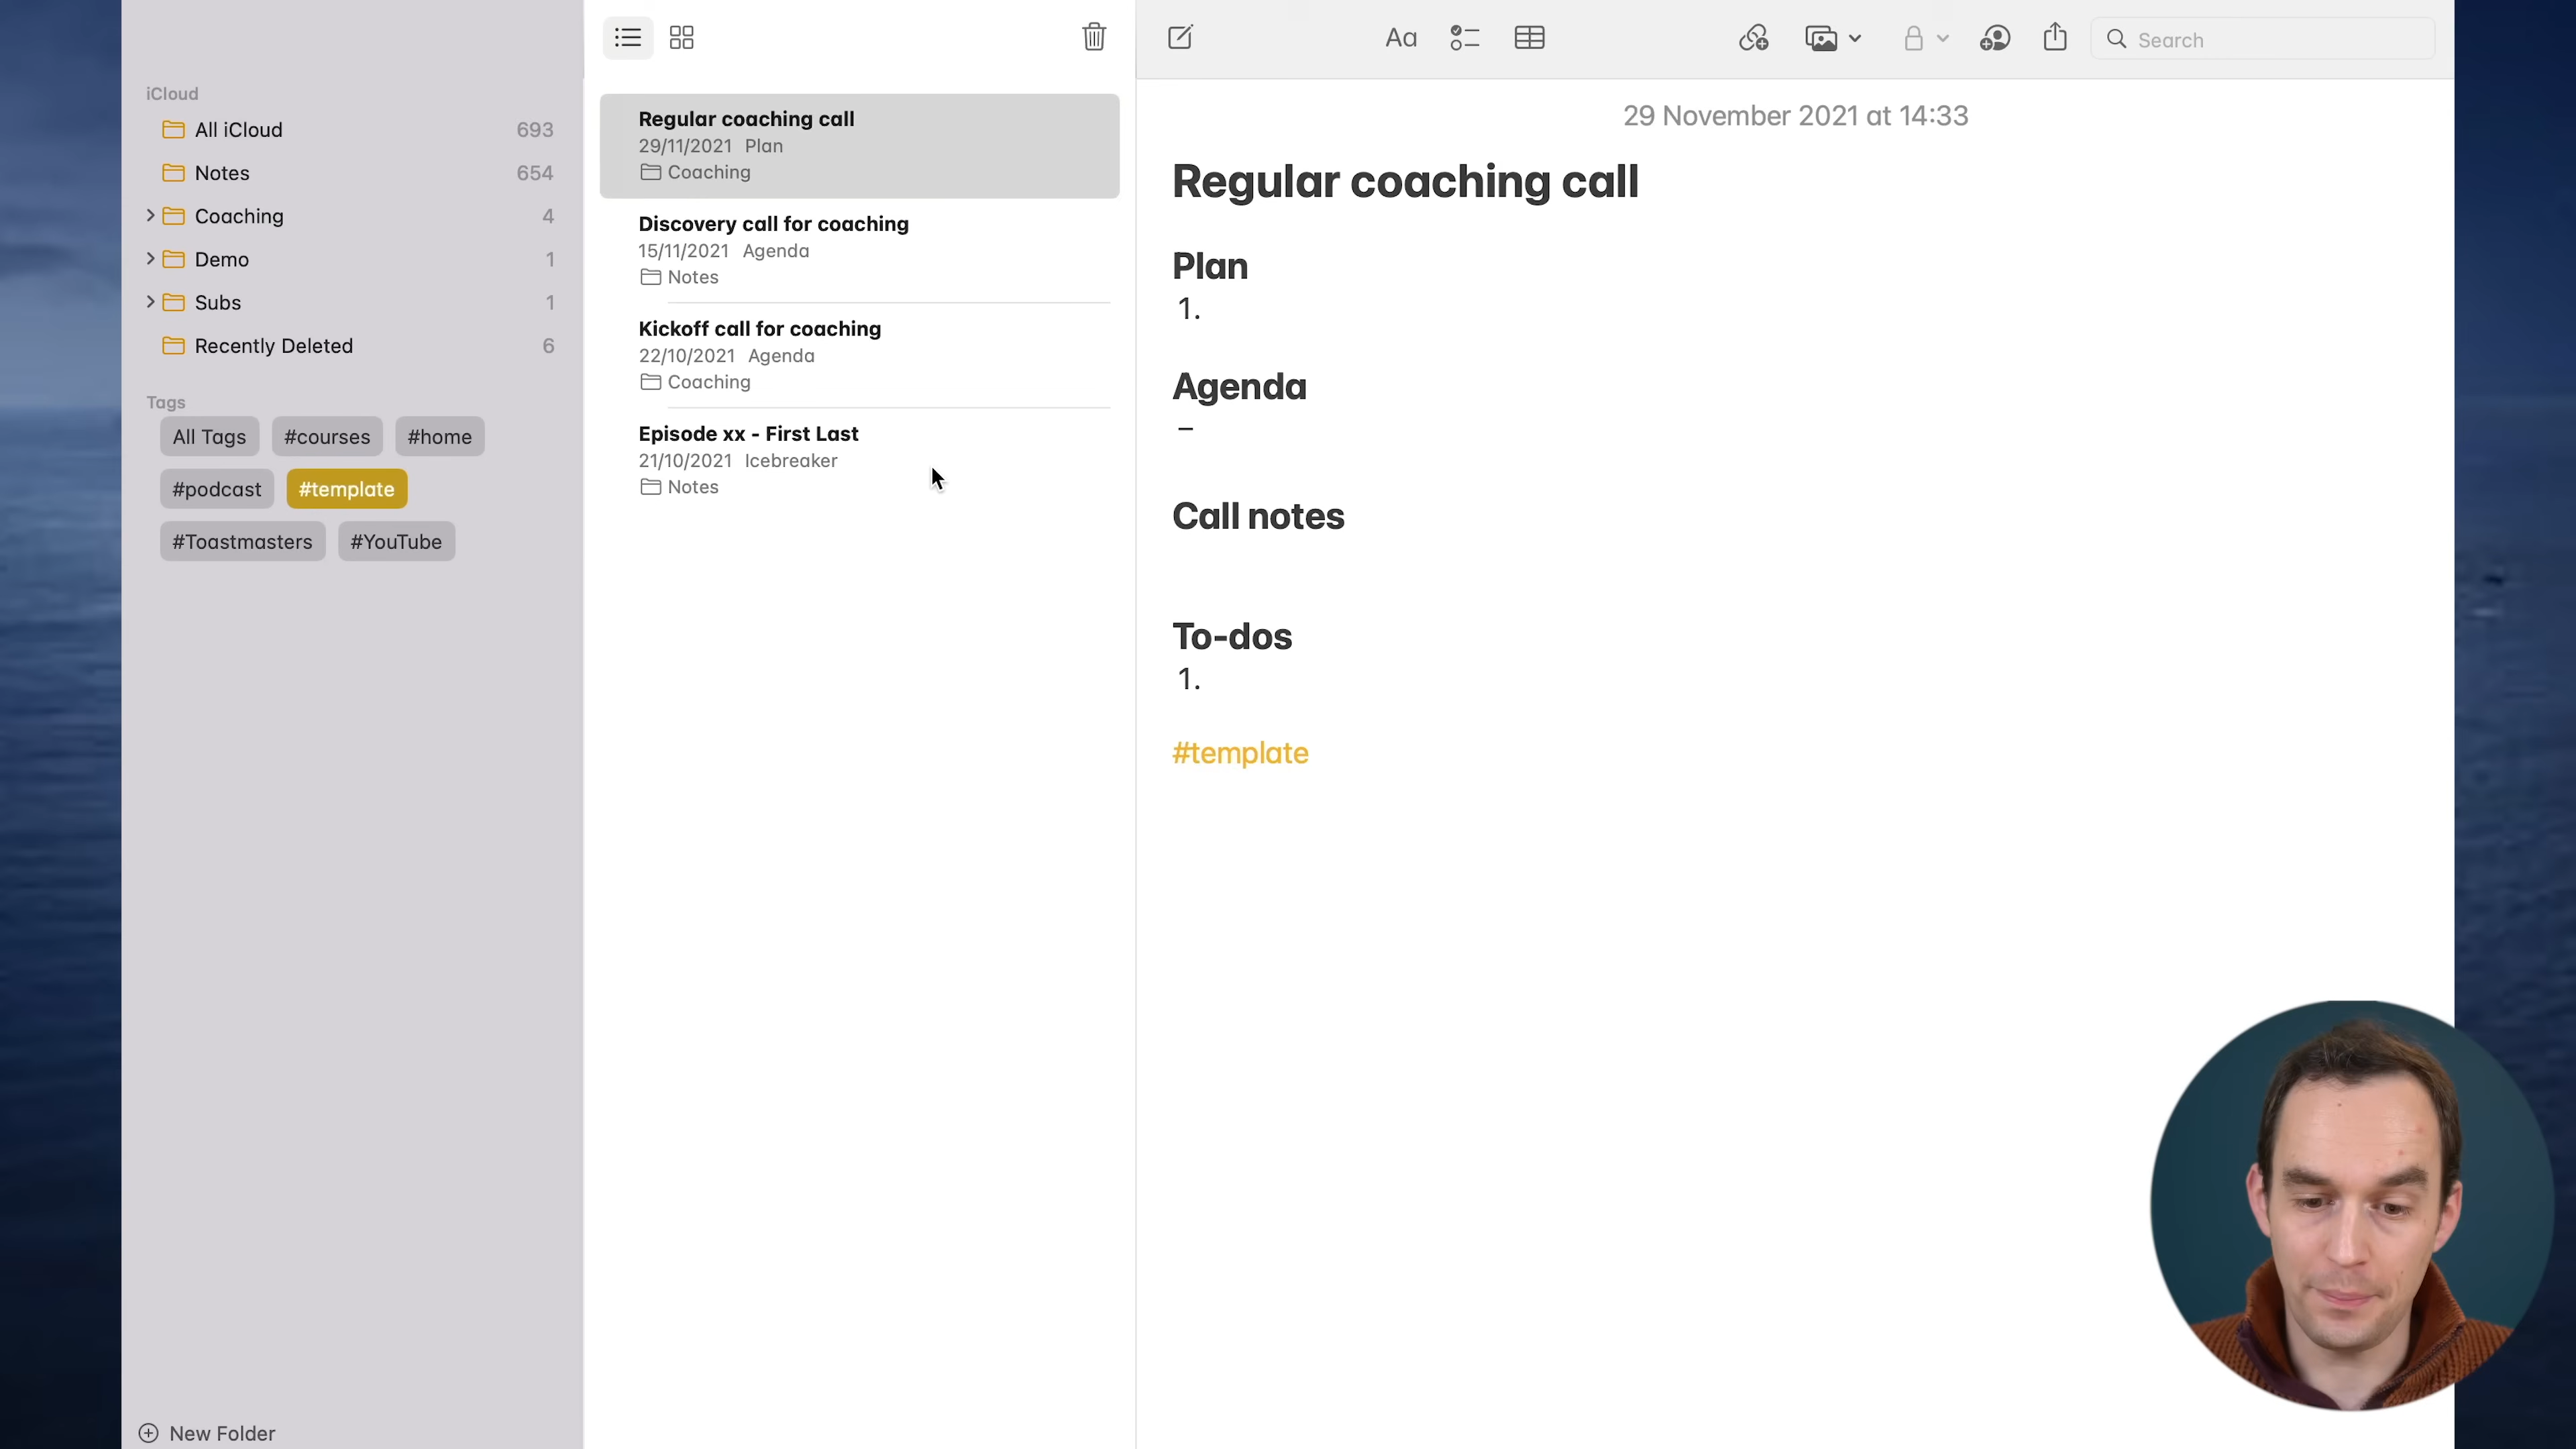 iCloud
All iCloud 693
Notes 654
Coaching 4
Demo 1
Subs 1
Recently Deleted 6
Tags
All Tags #courses #home
#podcast #template
#Toastmasters #YouTube
New Folder
Regular coaching call
29/11/2021 Plan
Coaching
Discovery call for coaching
15/11/2021 Agenda
Notes
Kickoff call for coaching
22/10/2021 Agenda
Coaching
Episode xx - First Last
21/10/2021 Icebreaker
Notes
Aa
Search
29 November 2021 at 14:33
Regular coaching call
Plan
1.
Agenda
–
Call notes
To-dos
1.
#template